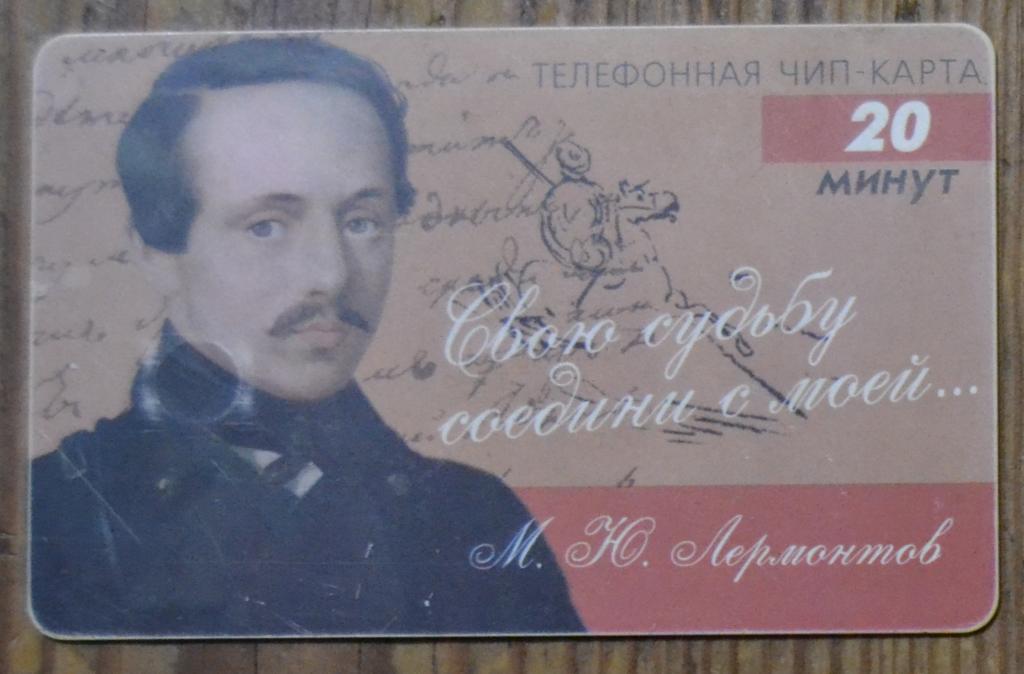 ТЕЛЕФОННАЯ ЧИП-КАРТА
20
МИНУТ
Свою судьбу
соедини с моей...
М. Ю. Лермонтов